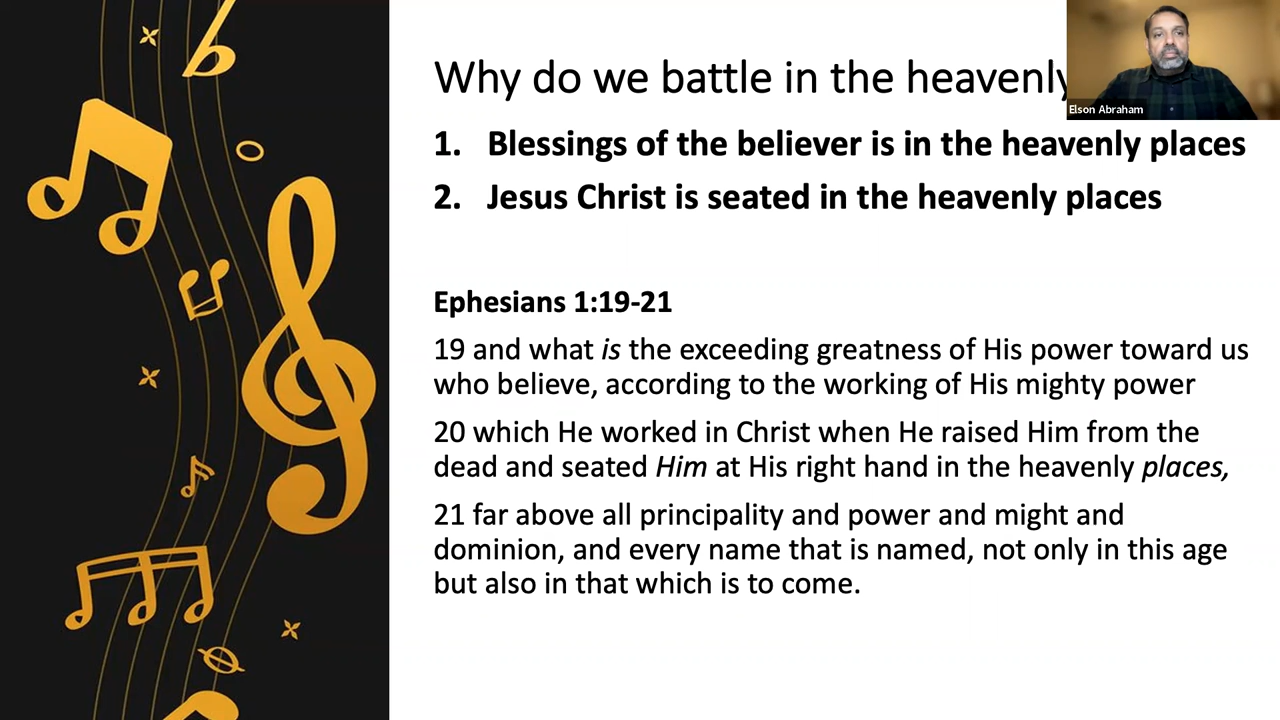 Why do we battle in the heavenly
Elson Abraham
1. Blessings of the believer is in the heavenly places
2. Jesus Christ is seated in the heavenly places
Ephesians 1:19-21
19 and what is the exceeding greatness of His power toward us
who believe, according to the working of His mighty power
20 which He worked in Christ when He raised Him from the
dead and seated Him at His right hand in the heavenly places,
21 far above all principality and power and might and
dominion, and every name that is named, not only in this age
but also in that which is to come.